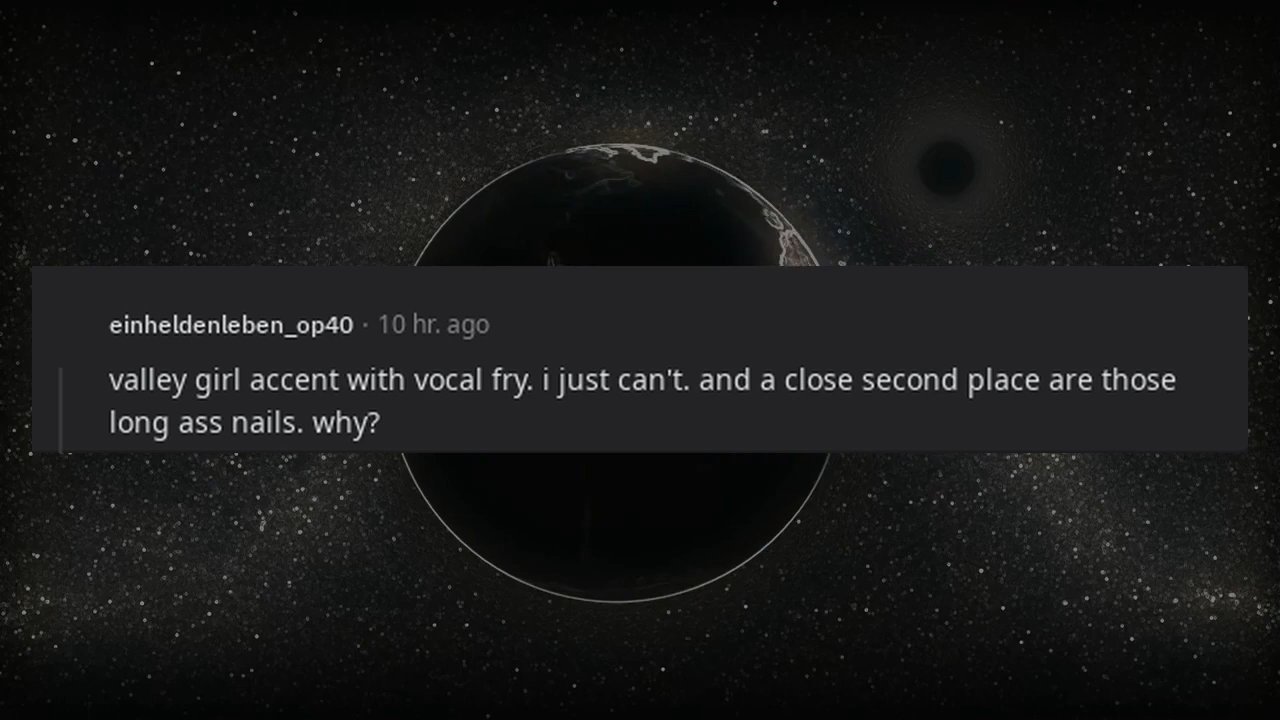 einheldenleben_op40 · 10 hr. ago
valley girl accent with vocal fry. i just can't. and a close second place are those
long ass nails. why?